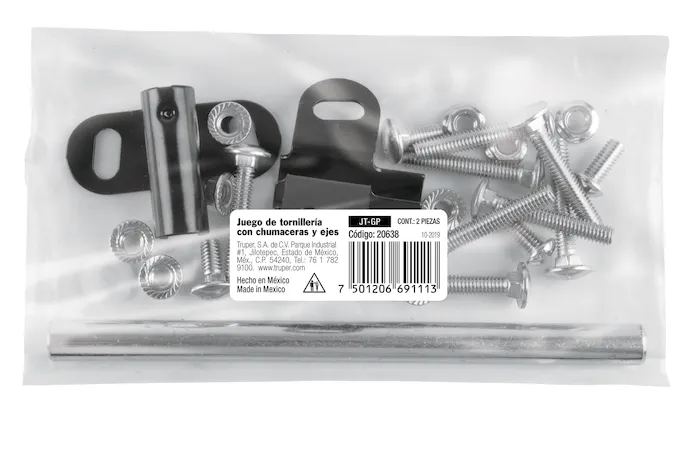 Juego de tornillería
con chumaceras y ejes
Truper, S.A. de C.V. Parque Industrial
#1, Jilotepec, Estado de México,
Méx., C.P. 54240, Tel.: 76 1 782
9100. www.truper.com
Hecho en México
Made in Mexico
JT-GP
CONT.: 2 PIEZAS
Código: 20638
10-2019
7 501206 691113